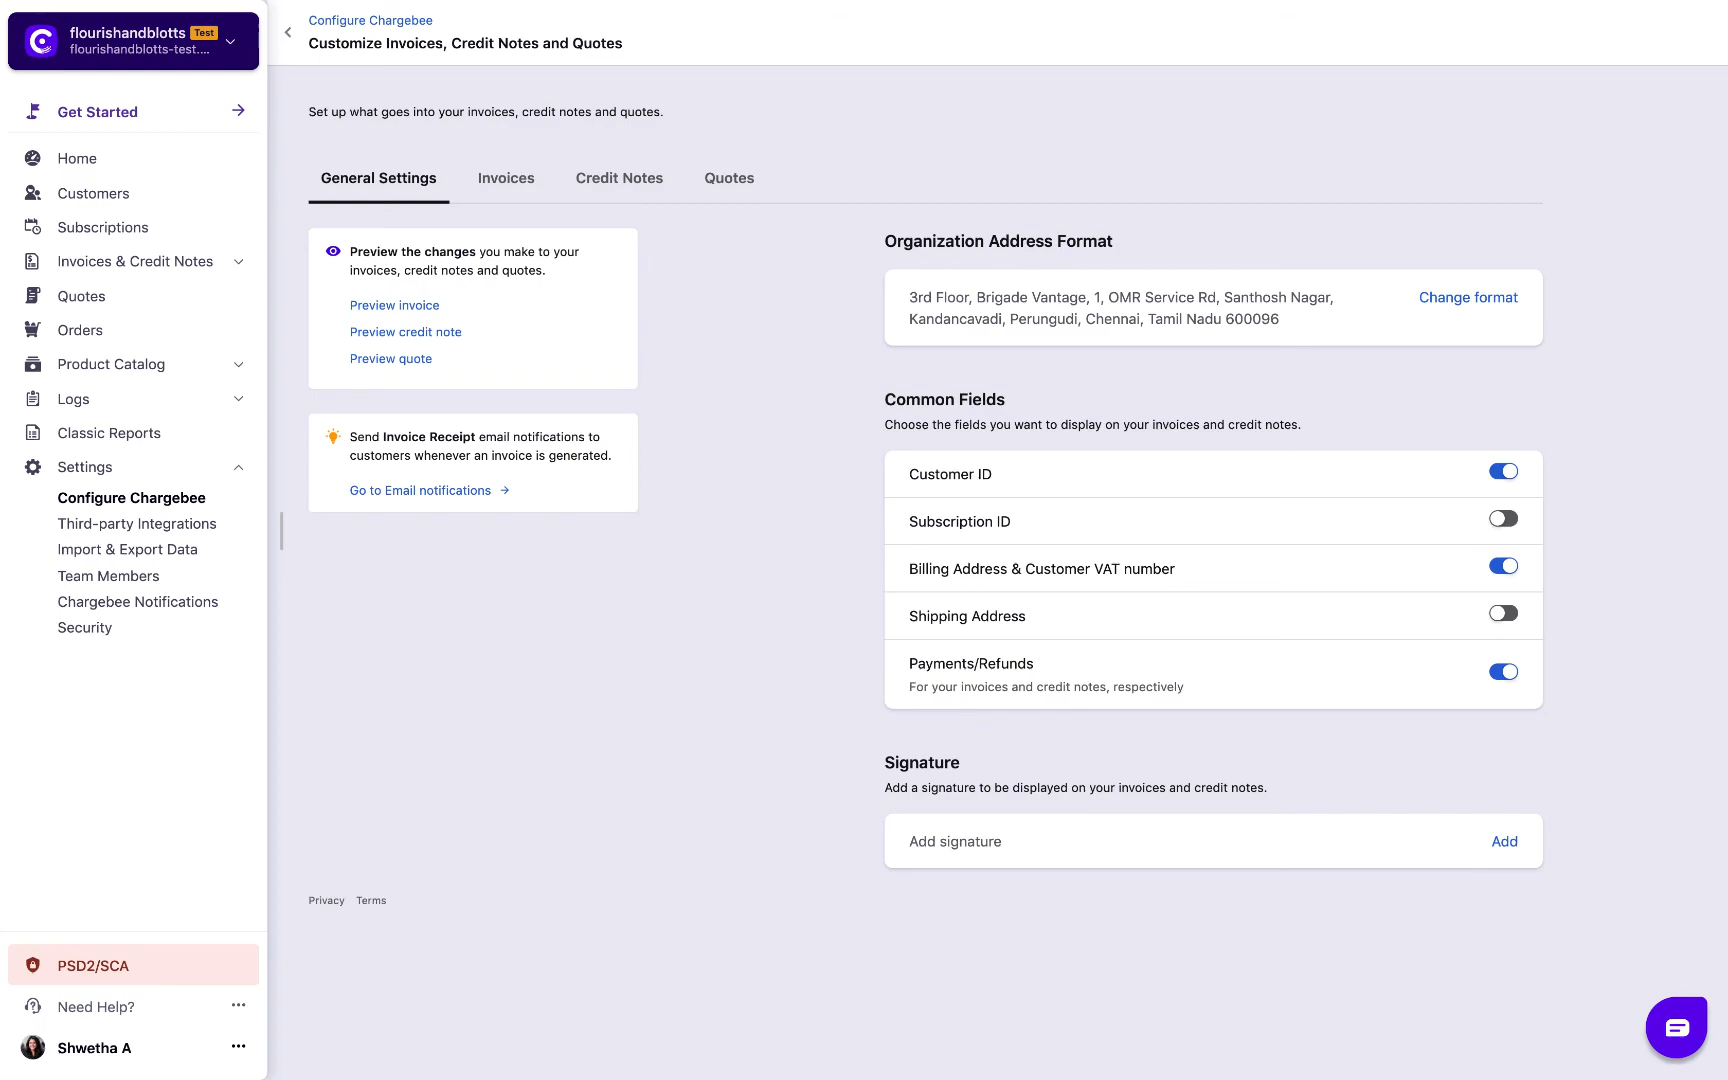 flourishandblotts Test
flourishandblotts-test....
Get Started
Home
Customers
Subscriptions
Invoices & Credit Notes
Quotes
Orders
Product Catalog
Logs
Classic Reports
Settings
Configure Chargebee
Third-party Integrations
Import & Export Data
Team Members
Chargebee Notifications
Security
PSD2/SCA
Need Help?
Shwetha A
Configure Chargebee
Customize Invoices, Credit Notes and Quotes
Set up what goes into your invoices, credit notes and quotes.
General Settings
Invoices
Credit Notes
Quotes
Preview the changes you make to your
invoices, credit notes and quotes.
Preview invoice
Preview credit note
Preview quote
Send Invoice Receipt email notifications to
customers whenever an invoice is generated.
Go to Email notifications
Organization Address Format
3rd Floor, Brigade Vantage, 1, OMR Service Rd, Santhosh Nagar,
Kandancavadi, Perungudi, Chennai, Tamil Nadu 600096
Change format
Common Fields
Choose the fields you want to display on your invoices and credit notes.
Customer ID
Subscription ID
Billing Address & Customer VAT number
Shipping Address
Payments/Refunds
For your invoices and credit notes, respectively
Signature
Add a signature to be displayed on your invoices and credit notes.
Add signature
Add
Privacy
Terms